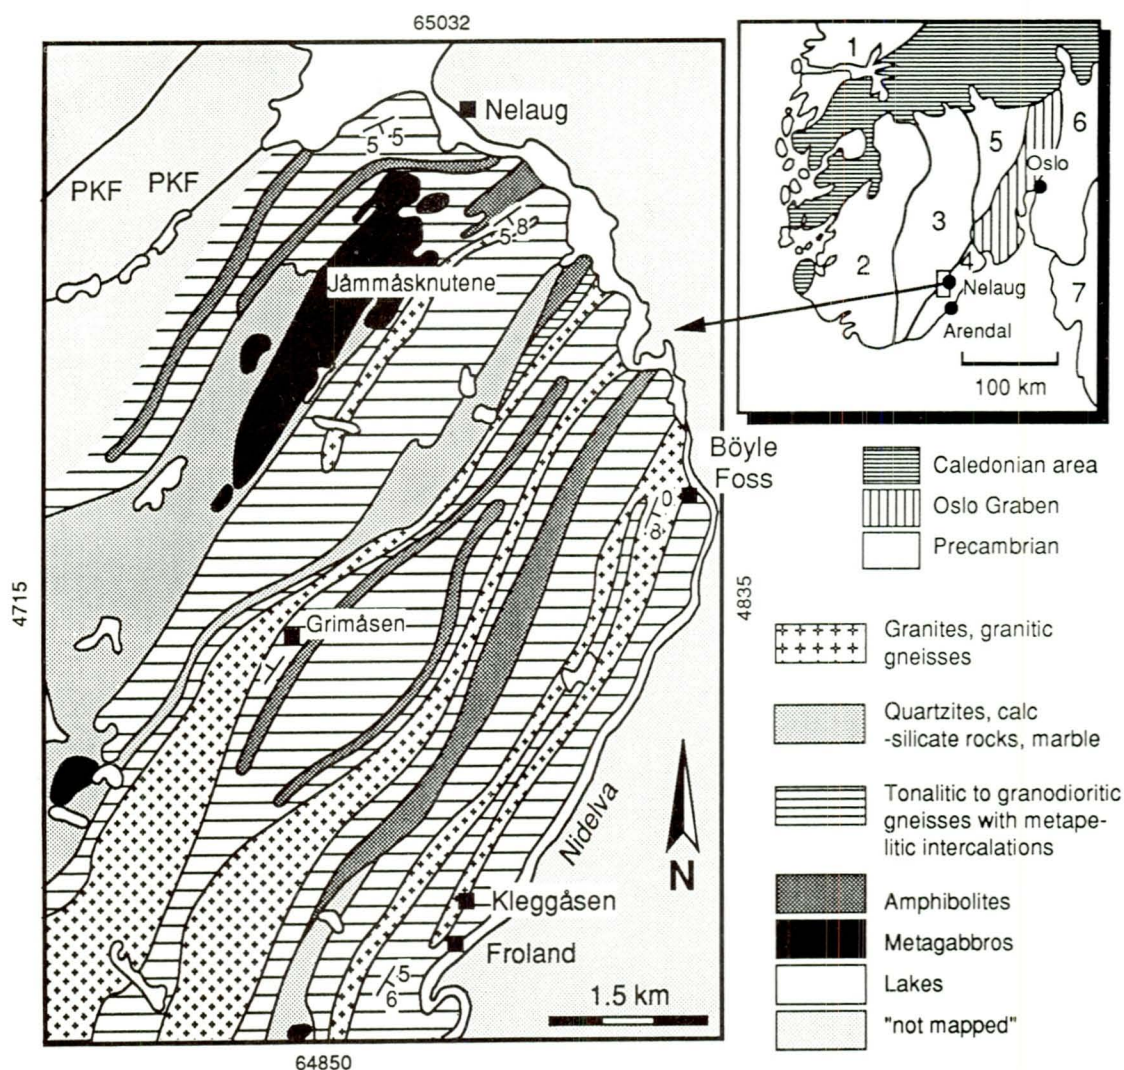 65032
Nelaug
5 5
PKF PKF
5 8
Jåmmåsknutene
Böyle
Foss
8 0
4715
4835
Grimåsen
Nidelva
N
Kleggåsen
Froland
5
6
1.5 km
64850
1
6
5
Oslo
3
2
4
Nelaug
7
Arendal
100 km
Caledonian area
Oslo Graben
Precambrian
Granites, granitic
gneisses
Quartzites, calc
-silicate rocks, marble
Tonalitic to granodioritic
gneisses with metape-
litic intercalations
Amphibolites
Metagabbros
Lakes
"not mapped"